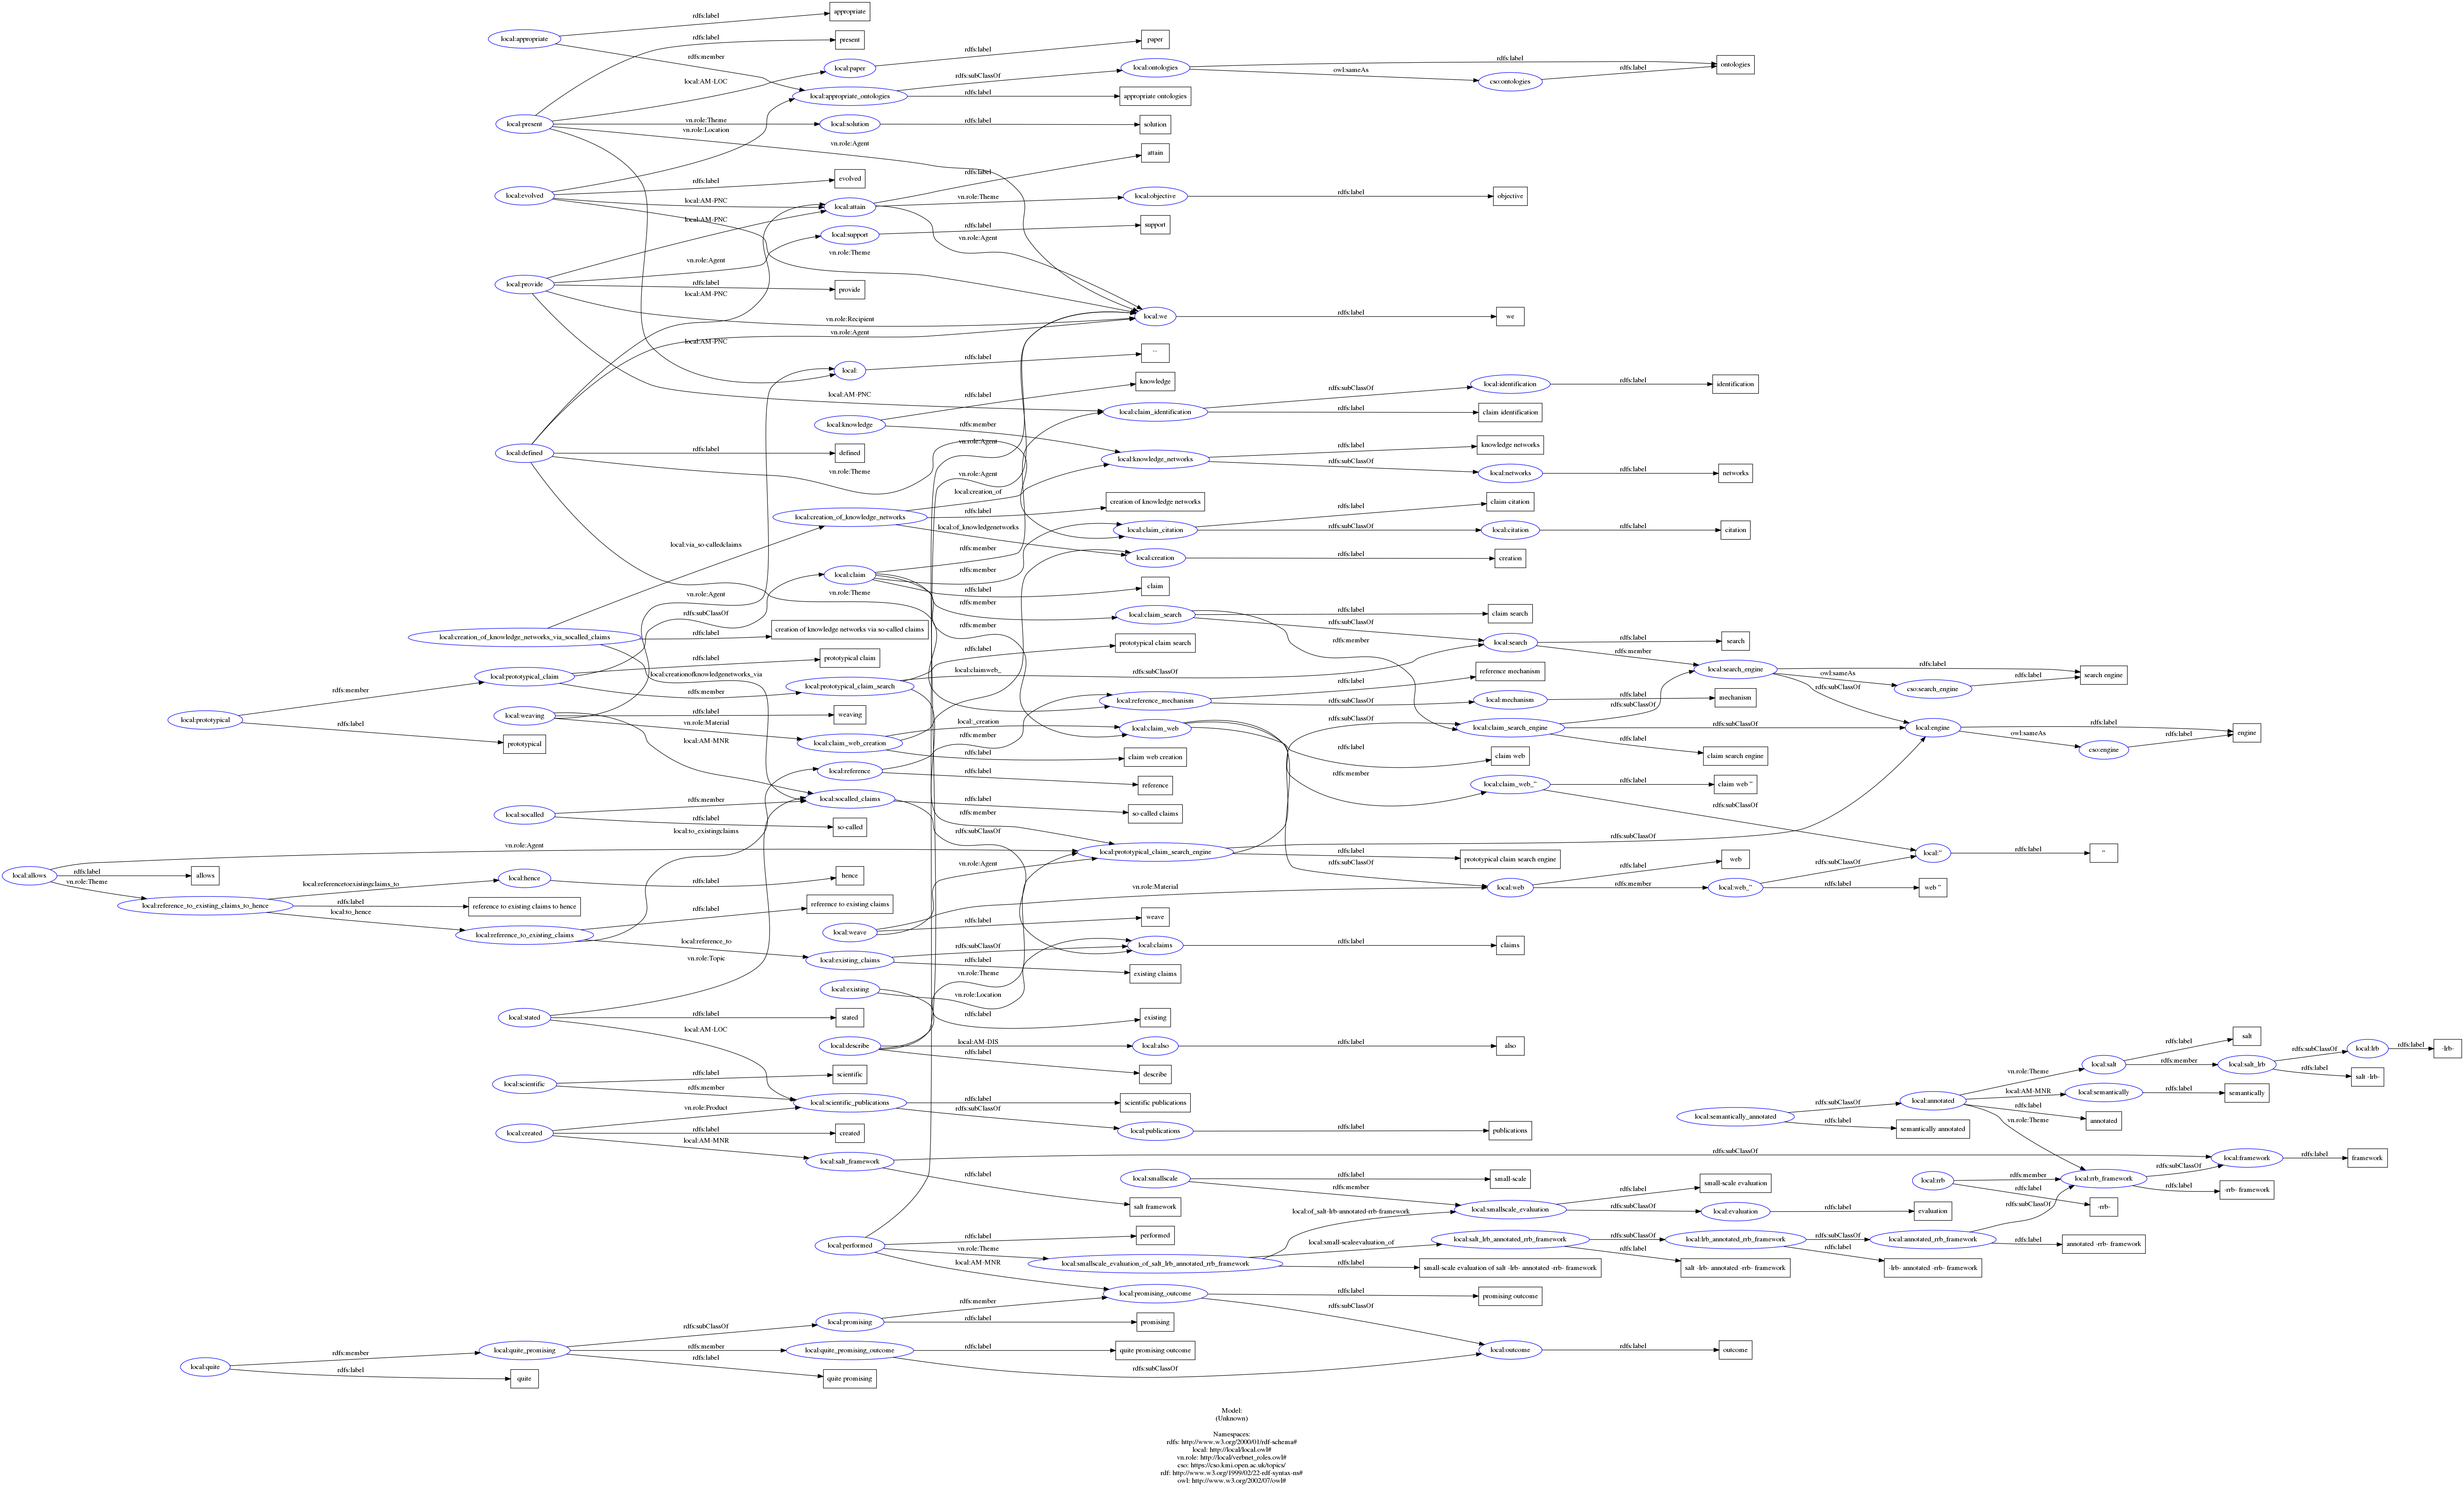 rdfs:label
appropriate
local:appropriate
rdfs:member
rdfs:label
present
local:AM-LOC
local:paper
rdfs:label
paper
local:appropriate_ontologies
rdfs:subClassOf
local:ontologies
rdfs:label
owl:sameAs
cso:ontologies
rdfs:label
ontologies
rdfs:label
appropriate ontologies
local:present
vn.role:Theme
vn.role:Location
local:solution
rdfs:label
solution
vn.role:Agent
attain
rdfs:label
local:evolved
rdfs:label
evolved
local:AM-PNC
local:AM-PNC
local:attain
vn.role:Theme
local:objective
rdfs:label
objective
local:support
rdfs:label
support
vn.role:Agent
vn.role:Theme
vn.role:Agent
local:provide
rdfs:label
local:AM-PNC
provide
vn.role:Recipient
vn.role:Agent
local:we
rdfs:label
we
local:AM-PNC
local:
rdfs:label
``
local:AM-PNC
local:knowledge
rdfs:label
knowledge
rdfs:member
local:claim_identification
rdfs:subClassOf
local:identification
rdfs:label
identification
rdfs:label
claim identification
local:defined
rdfs:label
defined
vn.role:Theme
vn.role:Agent
vn.role:Agent
local:knowledge_networks
rdfs:label
knowledge networks
rdfs:subClassOf
local:networks
rdfs:label
networks
local:creation_of
local:creation_of_knowledge_networks
rdfs:label
creation of knowledge networks
local:of_knowledgenetworks
local:claim_citation
rdfs:label
claim citation
rdfs:subClassOf
local:citation
rdfs:label
citation
local:via_so-calledclaims
local:creation
rdfs:label
creation
rdfs:member
rdfs:member
local:claim
rdfs:label
claim
vn.role:Agent
vn.role:Theme
rdfs:member
rdfs:subClassOf
local:claim_search
rdfs:label
claim search
rdfs:subClassOf
rdfs:member
rdfs:member
local:creation_of_knowledge_networks_via_socalled_claims
rdfs:label
creation of knowledge networks via so-called claims
local:search
rdfs:label
search
rdfs:member
prototypical claim search
rdfs:label
rdfs:label
prototypical claim
local:prototypical_claim
local:creationofknowledgenetworks_via
rdfs:member
local:prototypical_claim_search
local:claimweb_
rdfs:subClassOf
reference mechanism
rdfs:label
local:search_engine
rdfs:label
search engine
owl:sameAs
cso:search_engine
rdfs:label
rdfs:subClassOf
rdfs:member
local:prototypical
rdfs:label
prototypical
local:weaving
rdfs:label
weaving
vn.role:Material
local:reference_mechanism
rdfs:subClassOf
local:mechanism
rdfs:label
mechanism
rdfs:subClassOf
local:AM-MNR
local:claim_web_creation
local:_creation
rdfs:member
local:claim_web
rdfs:subClassOf
local:claim_search_engine
rdfs:subClassOf
local:engine
rdfs:label
engine
owl:sameAs
cso:engine
rdfs:label
rdfs:label
claim web creation
rdfs:label
claim web
rdfs:label
claim search engine
local:reference
rdfs:label
reference
rdfs:member
local:claim_web_"
rdfs:label
claim web "
rdfs:subClassOf
local:socalled
rdfs:member
rdfs:label
so-called
local:socalled_claims
rdfs:label
so-called claims
rdfs:member
local:to_existingclaims
rdfs:subClassOf
rdfs:subClassOf
vn.role:Agent
local:allows
rdfs:label
vn.role:Theme
allows
local:prototypical_claim_search_engine
rdfs:label
prototypical claim search engine
rdfs:subClassOf
web
rdfs:label
local:"
rdfs:label
"
rdfs:subClassOf
vn.role:Agent
local:referencetoexistingclaims_to
local:hence
rdfs:label
hence
vn.role:Material
local:web
rdfs:member
local:web_"
rdfs:label
web "
local:reference_to_existing_claims_to_hence
rdfs:label
reference to existing claims to hence
local:to_hence
rdfs:label
reference to existing claims
local:weave
rdfs:label
weave
local:reference_to_existing_claims
local:reference_to
local:existing_claims
rdfs:subClassOf
rdfs:label
existing claims
local:claims
rdfs:label
claims
vn.role:Topic
vn.role:Theme
local:existing
vn.role:Location
rdfs:label
existing
local:stated
rdfs:label
stated
local:AM-LOC
local:describe
local:AM-DIS
local:also
rdfs:label
also
rdfs:label
describe
local:scientific
rdfs:label
scientific
rdfs:member
local:scientific_publications
rdfs:label
scientific publications
rdfs:subClassOf
local:publications
rdfs:label
publications
salt
rdfs:label
local:salt
rdfs:member
local:salt_lrb
rdfs:subClassOf
local:lrb
rdfs:label
-lrb-
rdfs:label
salt -lrb-
vn.role:Theme
local:annotated
local:AM-MNR
local:semantically
rdfs:label
semantically
rdfs:label
annotated
vn.role:Theme
rdfs:subClassOf
local:semantically_annotated
rdfs:label
semantically annotated
vn.role:Product
local:created
rdfs:label
created
local:AM-MNR
local:salt_framework
rdfs:subClassOf
local:framework
rdfs:label
framework
rdfs:label
salt framework
local:smallscale
rdfs:label
small-scale
rdfs:member
rdfs:label
small-scale evaluation
local:smallscale_evaluation
rdfs:subClassOf
local:evaluation
rdfs:label
evaluation
local:rrb
rdfs:member
rdfs:label
-rrb-
local:rrb_framework
rdfs:subClassOf
rdfs:label
-rrb- framework
rdfs:subClassOf
local:of_salt-lrb-annotated-rrb-framework
local:performed
rdfs:label
performed
vn.role:Theme
local:AM-MNR
local:small-scaleevaluation_of
local:salt_lrb_annotated_rrb_framework
rdfs:subClassOf
rdfs:label
local:lrb_annotated_rrb_framework
rdfs:subClassOf
rdfs:label
local:annotated_rrb_framework
rdfs:label
annotated -rrb- framework
local:smallscale_evaluation_of_salt_lrb_annotated_rrb_framework
rdfs:label
small-scale evaluation of salt -lrb- annotated -rrb- framework
salt -lrb- annotated -rrb- framework
-lrb- annotated -rrb- framework
local:promising_outcome
rdfs:label
promising outcome
rdfs:subClassOf
rdfs:member
local:promising
rdfs:label
promising
rdfs:subClassOf
local:quite
rdfs:member
rdfs:label
quite
local:quite_promising
rdfs:member
rdfs:label
quite promising
local:quite_promising_outcome
rdfs:label
quite promising outcome
rdfs:subClassOf
local:outcome
rdfs:label
outcome
Model:
(Unknown)
Namespaces:
rdfs: http://www.w3.org/2000/01/rdf-schema#
local: http://local/local.owl#
vn.role: http://local/verbnet_roles.owl#
cso: https://cso.kmi.open.ac.uk/topics/
rdf: http://www.w3.org/1999/02/22-rdf-syntax-ns#
owl: http://www.w3.org/2002/07/owl#